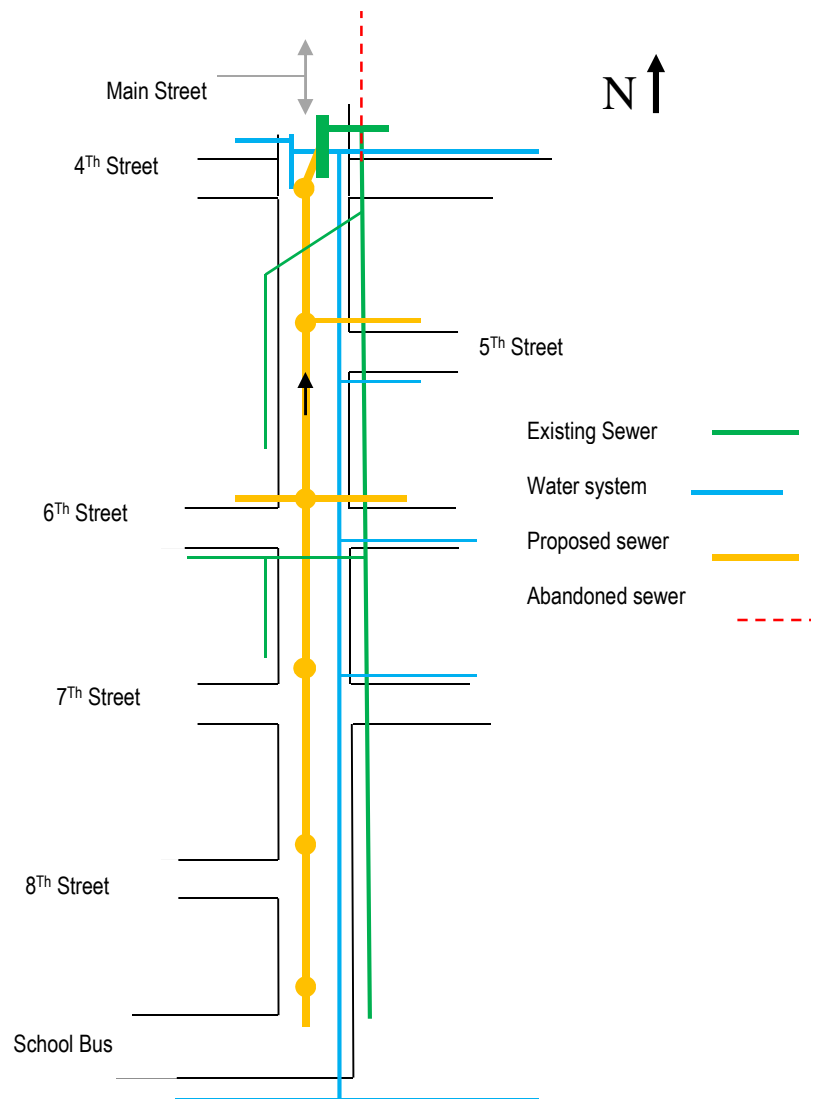 Main Street
N
4Th Street
5Th Street
Existing Sewer
Water system
6Th Street
Proposed sewer
Abandoned sewer
7Th Street
8Th Street
School Bus